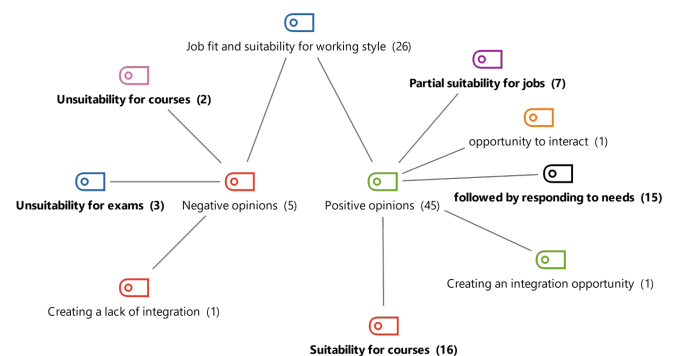 Job fit and suitability for working style (26)
Unsuitability for courses (2)
Partial suitability for jobs (7)
opportunity to interact (1)
Unsuitability for exams (3)
Negative opinions (5)
Positive opinions (45)
followed by responding to needs (15)
Creating a lack of integration (1)
Creating an integration opportunity (1)
Suitability for courses (16)